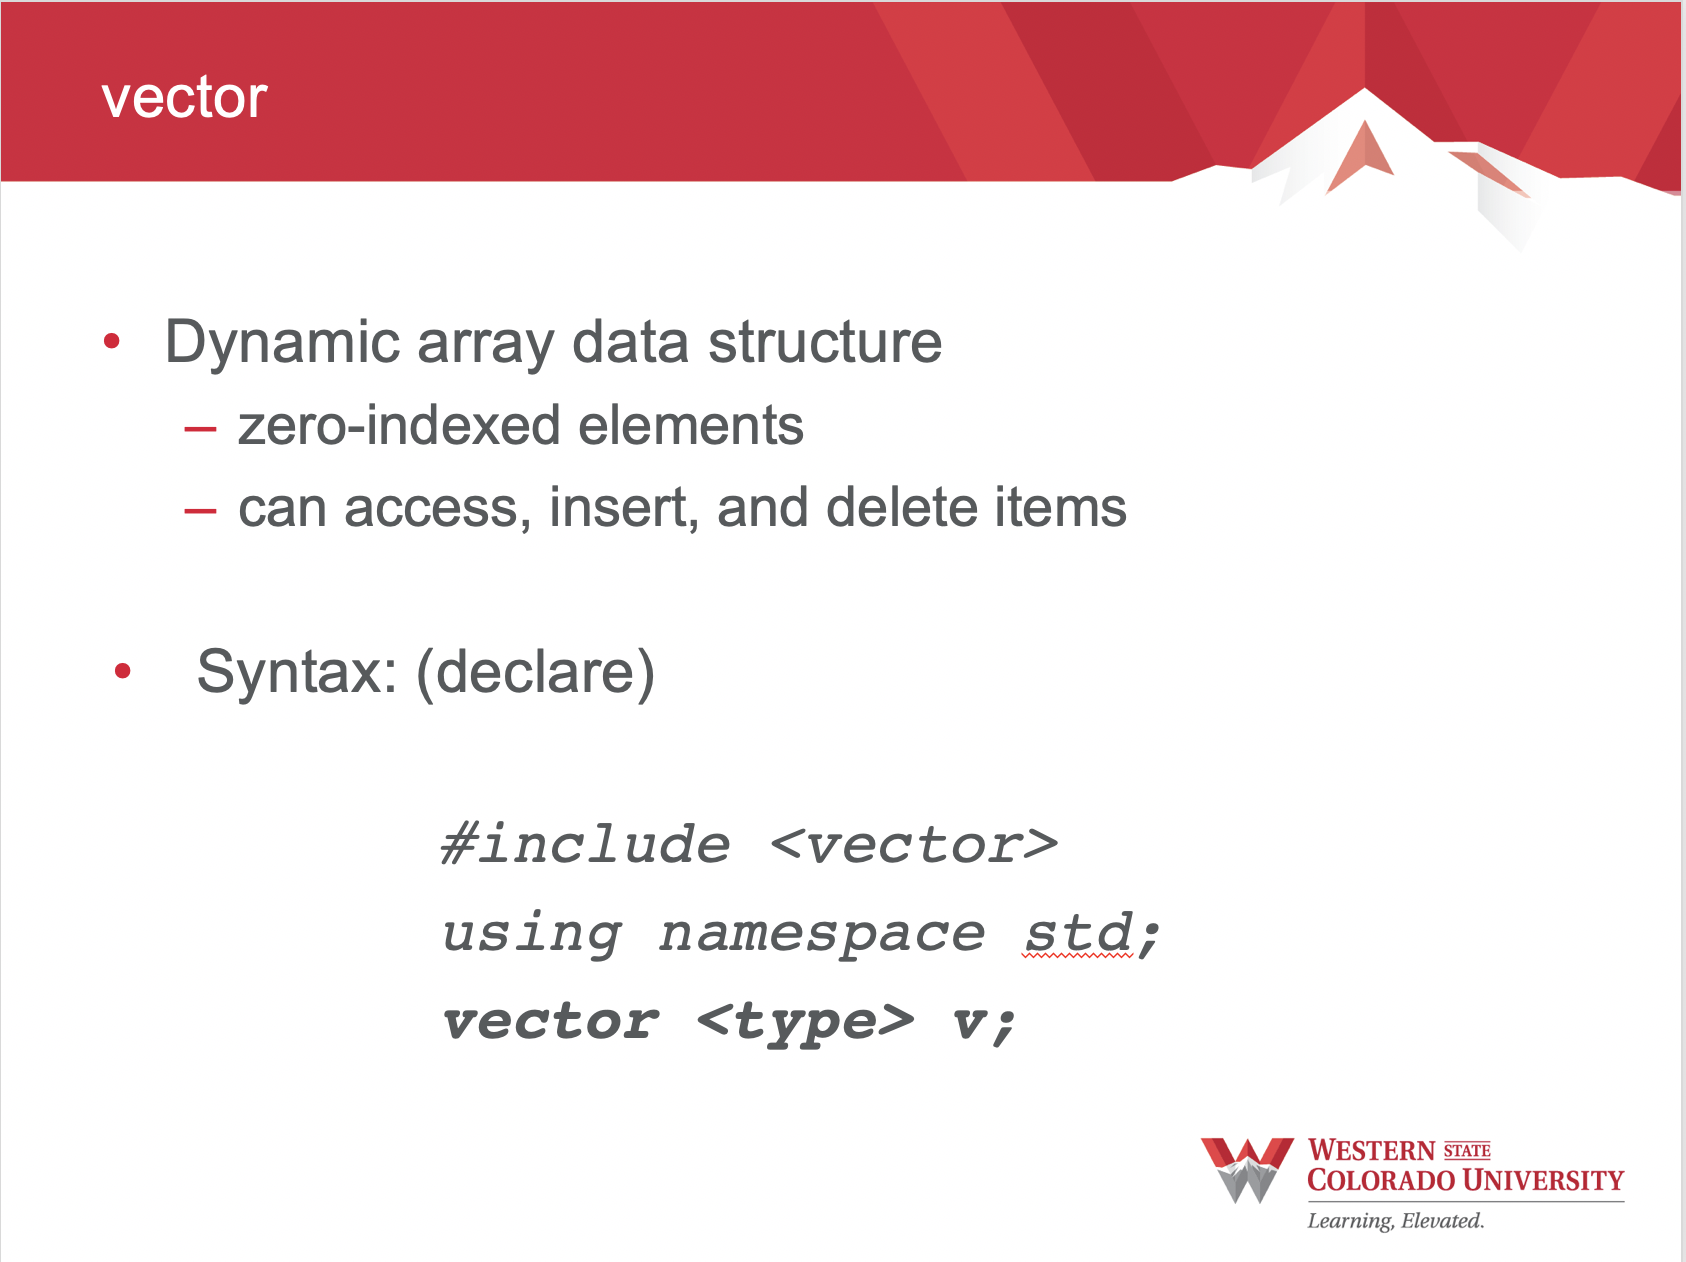 vector
• Dynamic array data structure
– zero-indexed elements
– can access, insert, and delete items
• Syntax: (declare)
#include <vector>
using namespace std;
vector <type> v;
WESTERN STATE
COLORADO UNIVERSITY
Learning, Elevated.